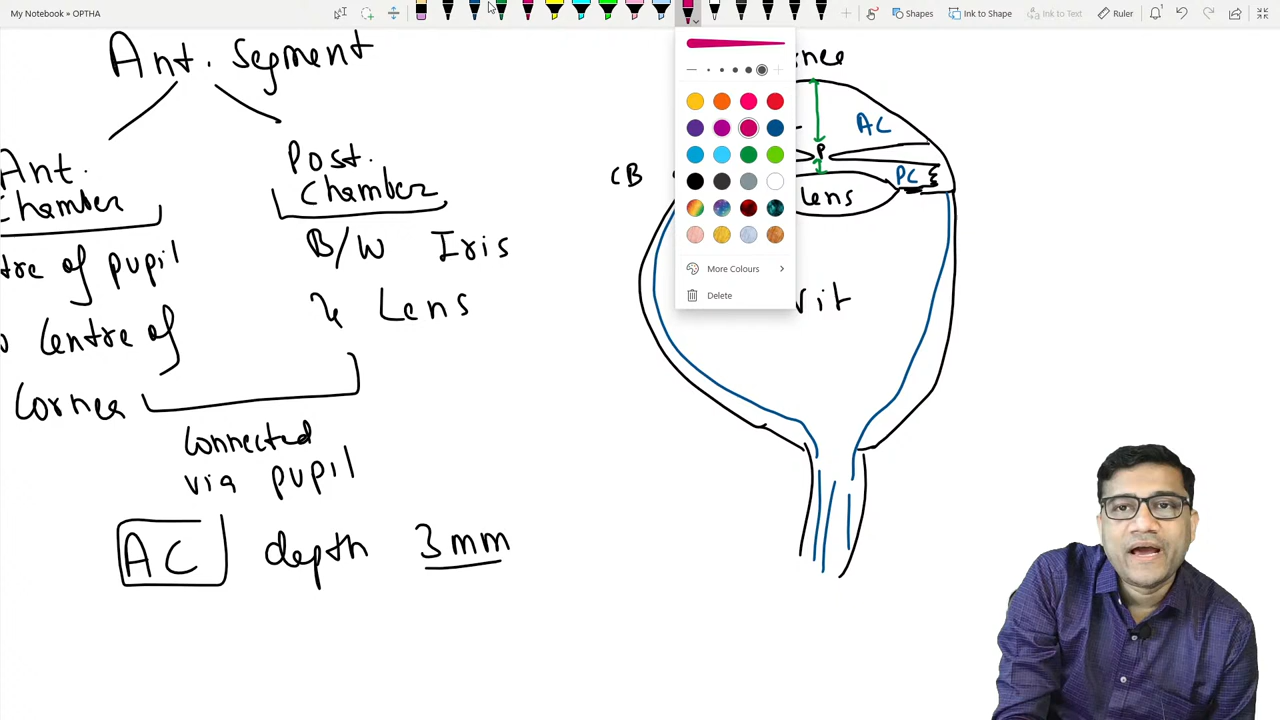 My Notebook » OPTHA
Shapes
Ink to Shape
Ink to Text
Ruler
Ant. Segment
Ant.
Chamber
Post.
Chamber
ntre of pupil
B/W Iris
Lens
o Centre of
Cornea
Connected
via pupil
AC depth 3mm
nea
AC
P
PC
CB
Lens
Vit
More Colours
Delete